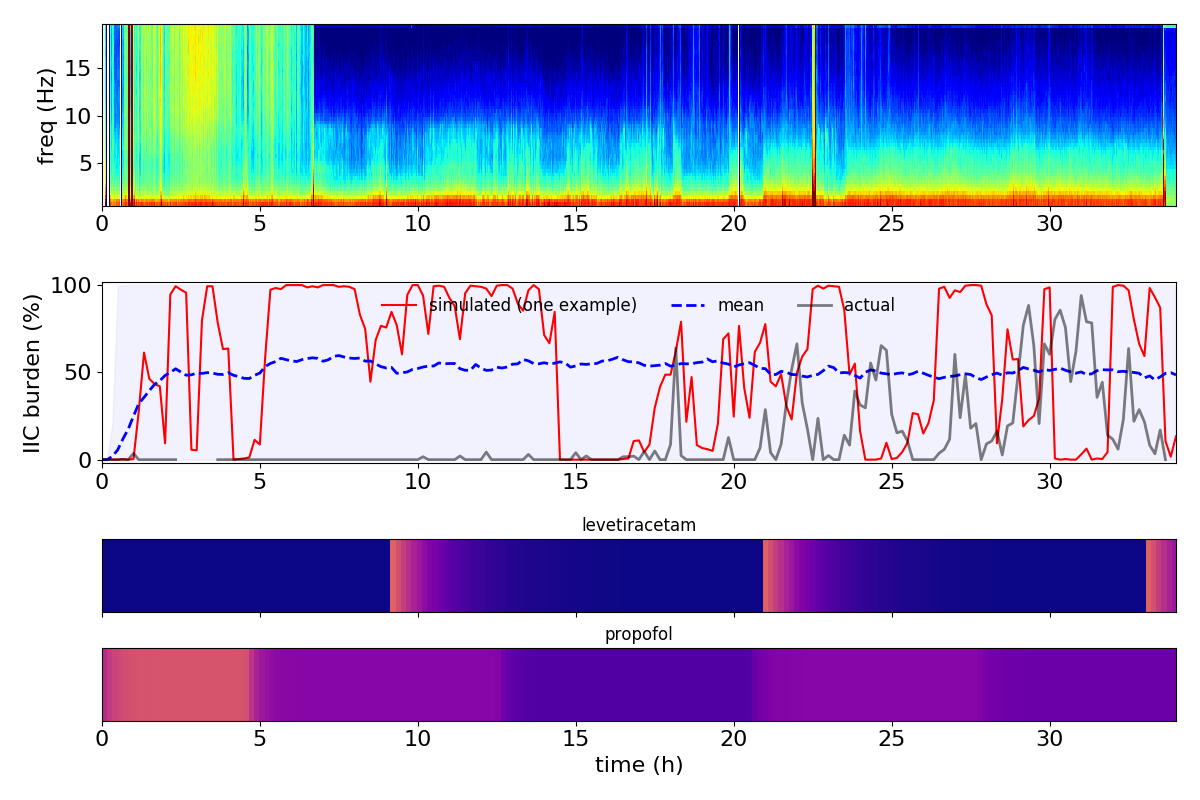 freq (Hz)
15
10
5
0 5 10 15 20 25 30
IIC burden (%)
100
50
0
simulated (one example) mean actual
0 5 10 15 20 25 30
levetiracetam
propofol
0 5 10 15 20 25 30
time (h)